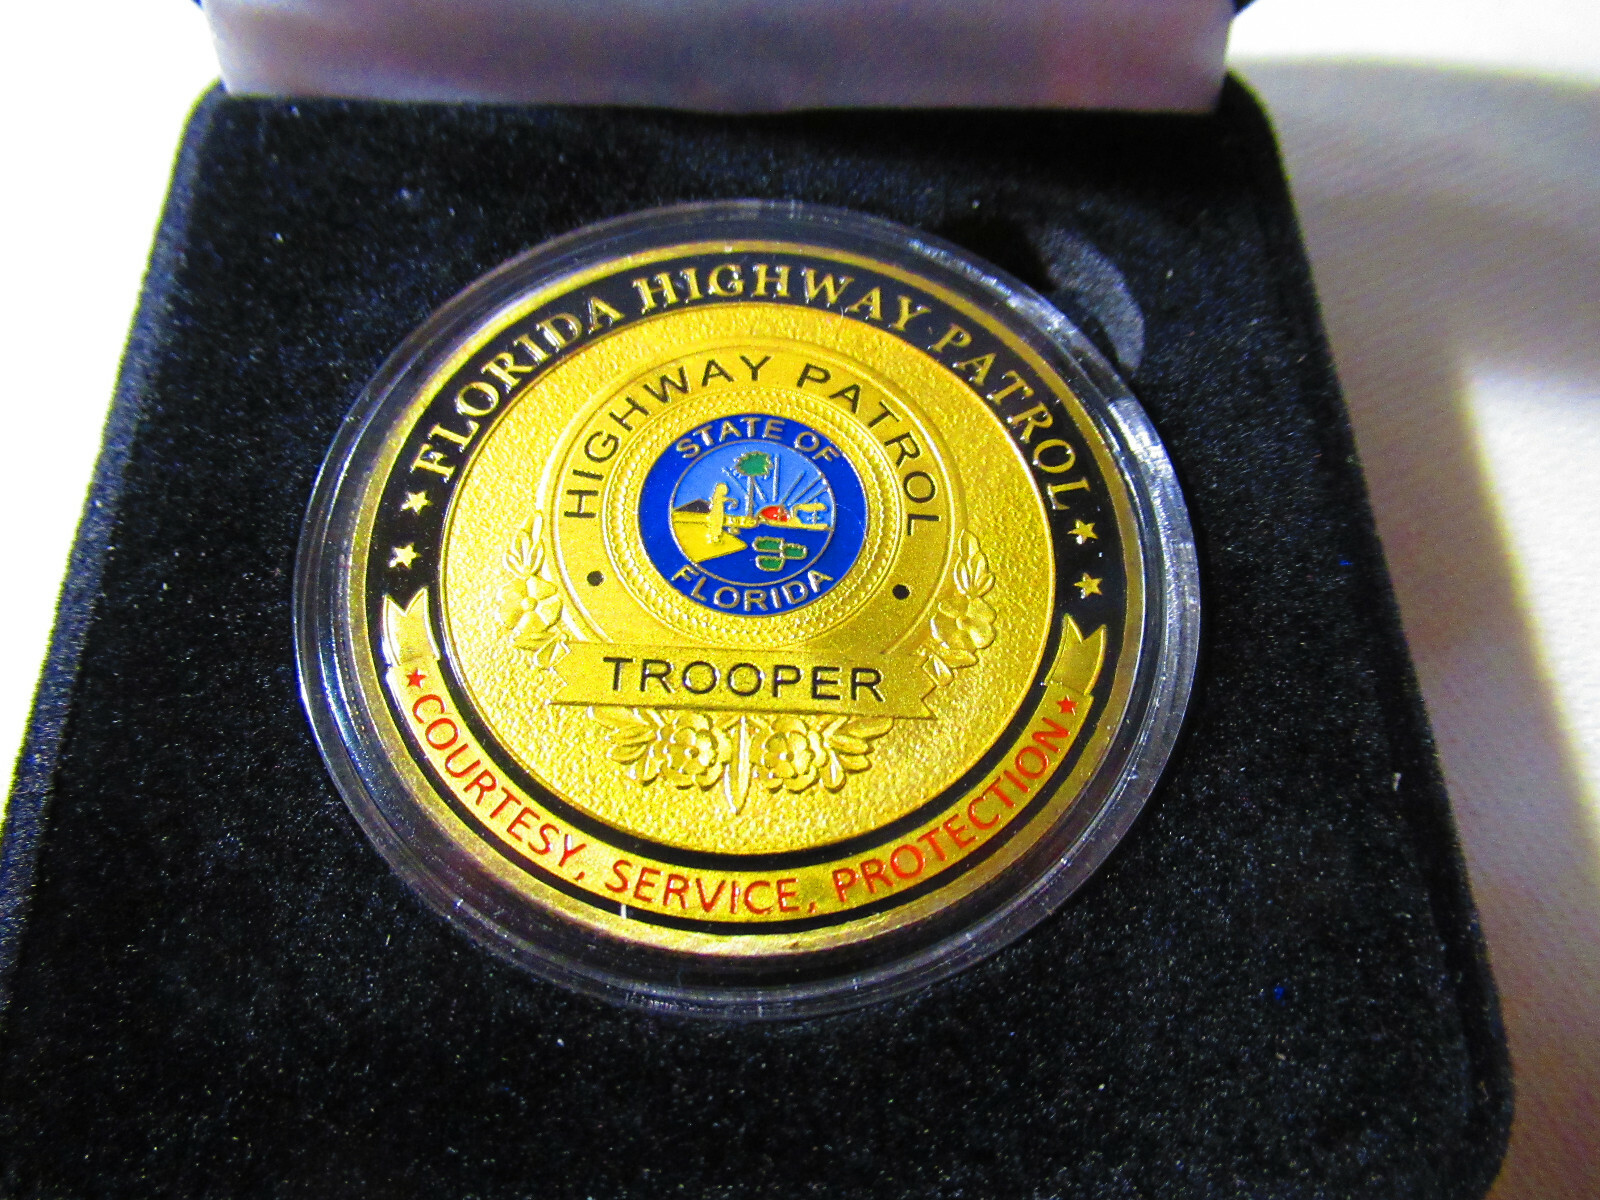 FLORIDA HIGHWAY PATROL
HIGHWAY PATROL
STATE OF
FLORIDA
TROOPER
COURTESY, SERVICE, PROTECTION